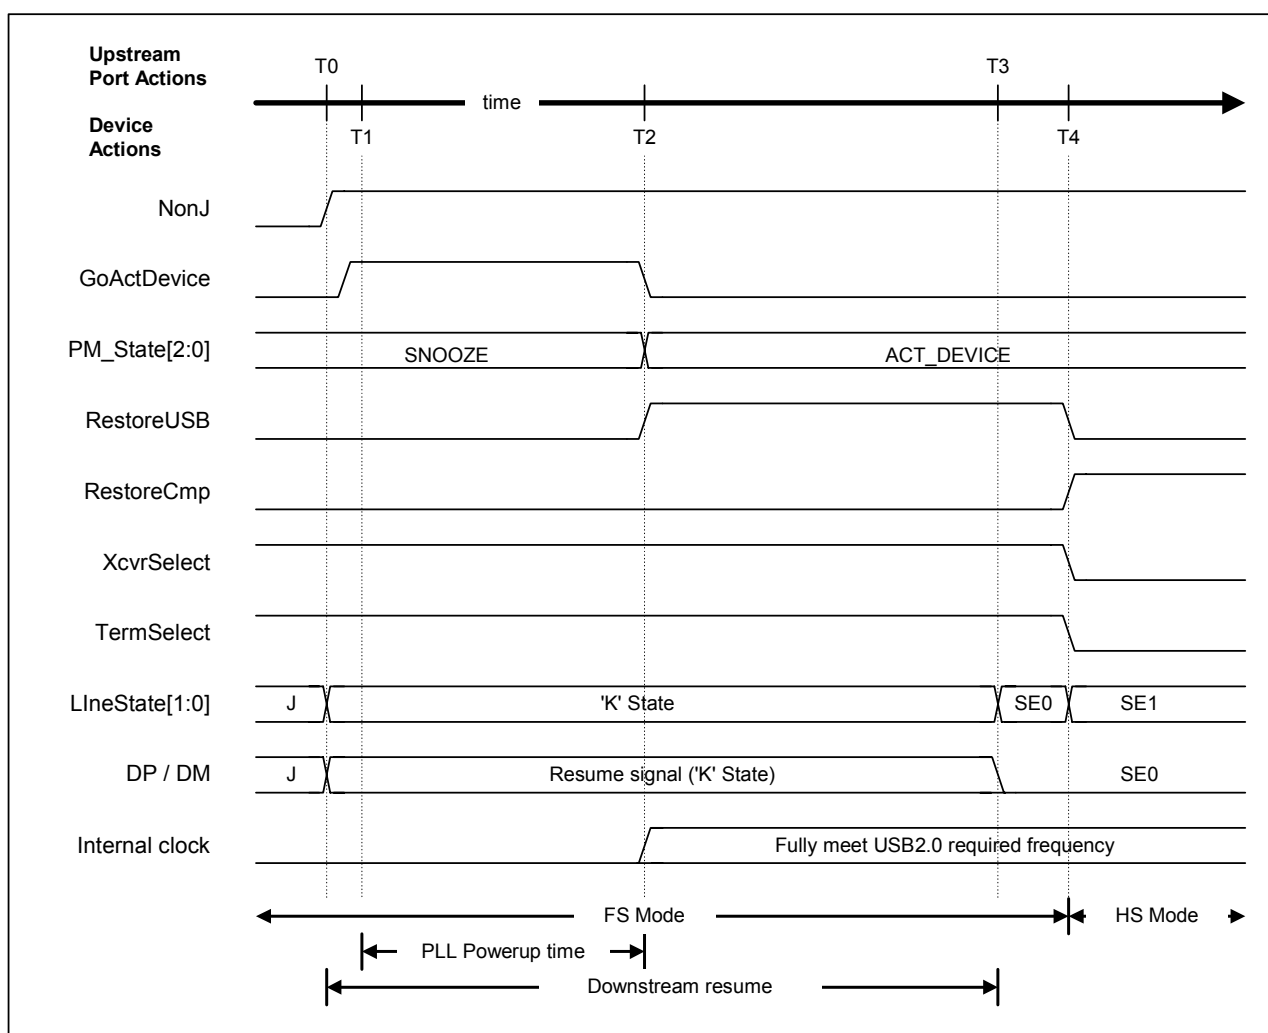 Upstream
Port Actions
T0
T3
time
Device
Actions
T1
T2
T4
NonJ
GoActDevice
PM_State[2:0]
SNOOZE
ACT_DEVICE
RestoreUSB
RestoreCmp
XcvrSelect
TermSelect
LIneState[1:0]
J
'K' State
SE0
SE1
DP / DM
J
Resume signal ('K' State)
SE0
Internal clock
Fully meet USB2.0 required frequency
FS Mode
HS Mode
PLL Powerup time
Downstream resume